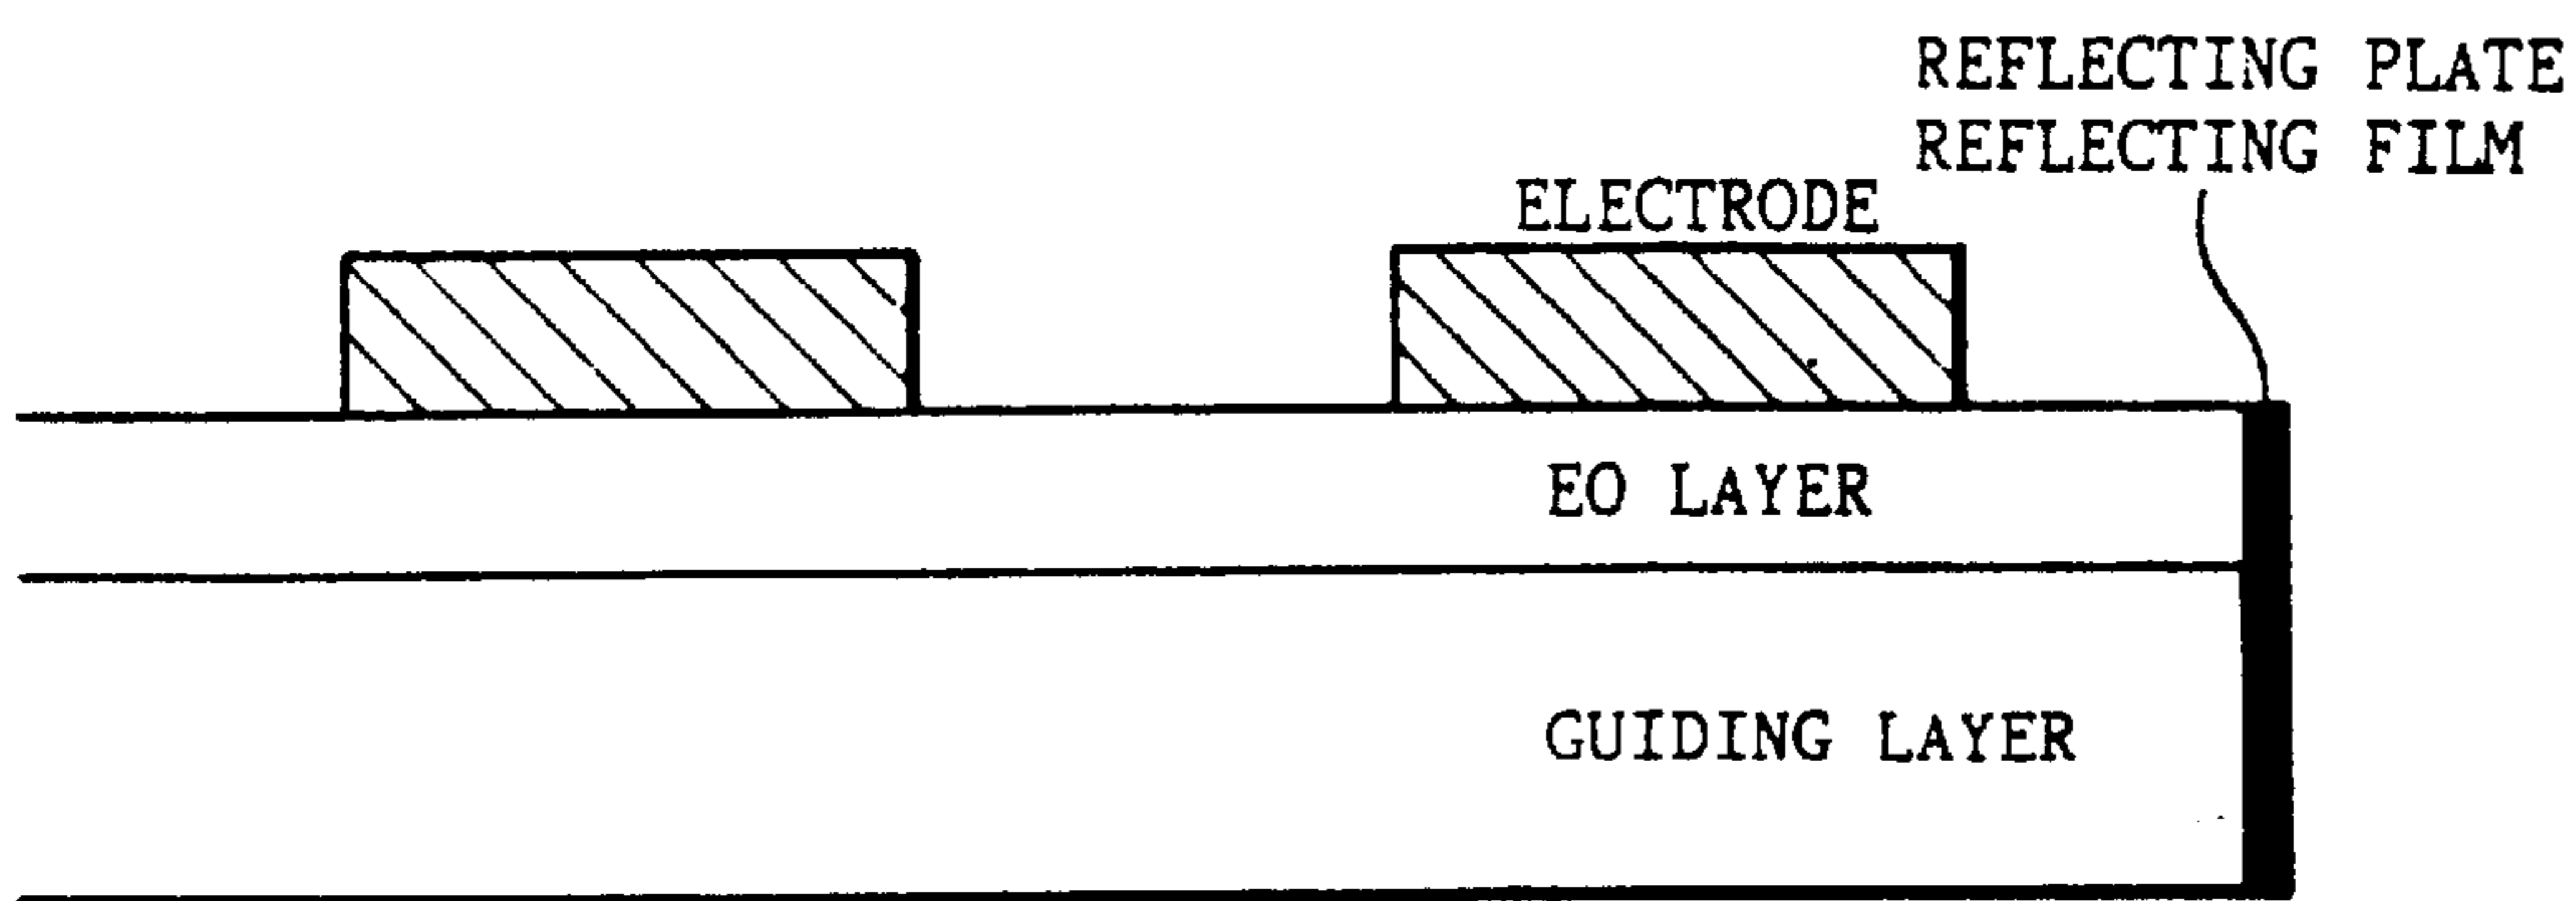 REFLECTING PLATE
REFLECTING FILM
ELECTRODE
EO LAYER
GUIDING LAYER